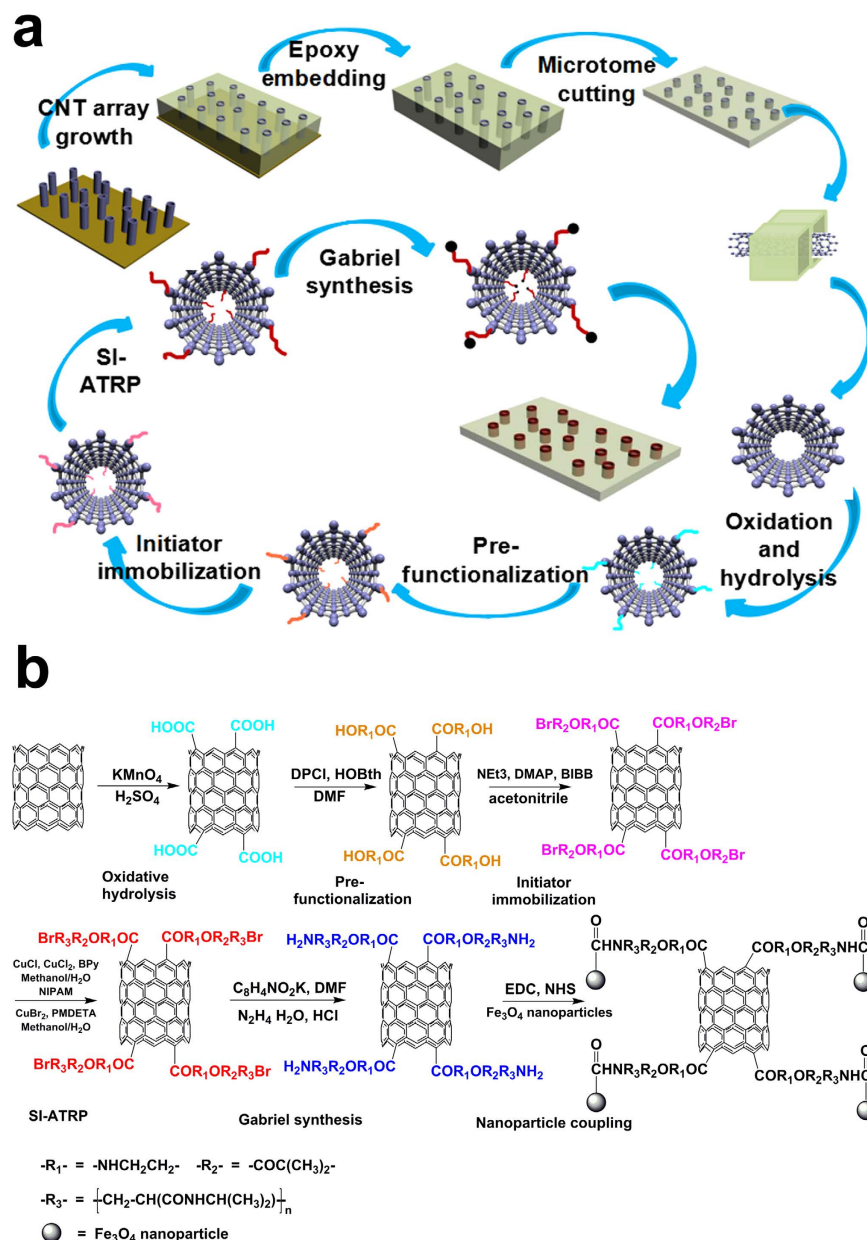 a
CNT array
growth
Epoxy
embedding
Microtome
cutting
Gabriel
synthesis
SI-
ATRP
Initiator
immobilization
Pre-
functionalization
Oxidation
and
hydrolysis
b
HOOC COOH
KMnO4
H2SO4
HOOC COOH
Oxidative
hydrolysis
HOR1OC COR1OH
DPCI, HOBth
DMF
HOR1OC COR1OH
Pre-
functionalization
BrR2OR1OC COR1OR2Br
NEt3, DMAP, BIBB
acetonitrile
BrR2OR1OC COR1OR2Br
Initiator
immobilization
BrR3R2OR1OC COR1OR2R3Br
CuCl, CuCl2, BPy
Methanol/H2O
NIPAM
CuBr2, PMDETA
Methanol/H2O
BrR3R2OR1OC COR1OR2R3Br
SI-ATRP
H2NR3R2OR1OC COR1OR2R3NH2
C8H4NO2K, DMF
N2H4 H2O, HCl
H2NR3R2OR1OC COR1OR2R3NH2
Gabriel synthesis
O O
CHNR3R2OR1OC COR1OR2R3NHC
EDC, NHS
Fe3O4 nanoparticles
O O
CHNR3R2OR1OC COR1OR2R3NHC
Nanoparticle coupling
-R1- = -NHCH2CH2- -R2- = -COC(CH3)2-
-R3- = [CH2-CH(CONHCH(CH3)2)]n
= Fe3O4 nanoparticle